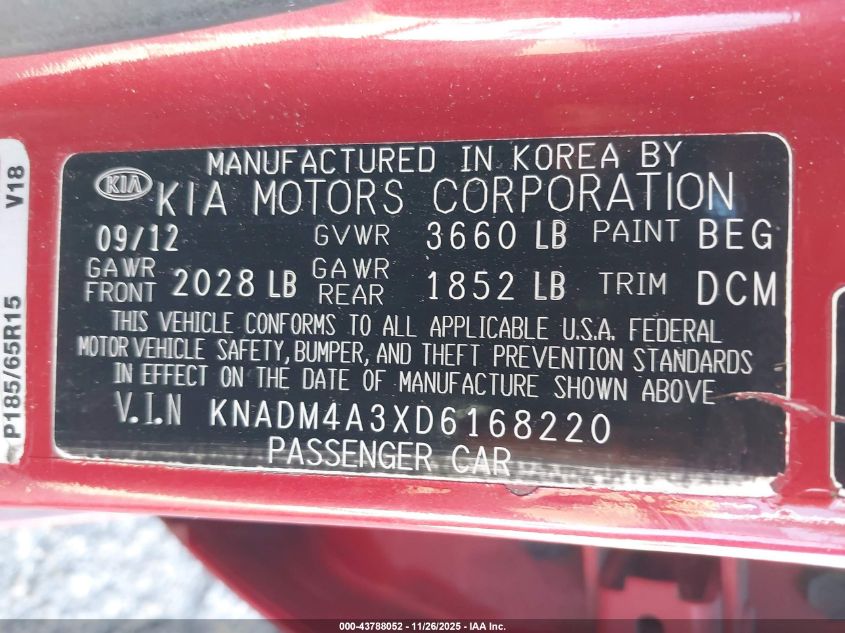 MANUFACTURED IN KOREA BY
KIA KIA MOTORS CORPORATION
09/12 GVWR 3660 LB PAINT BEG
GAWR FRONT 2028 LB GAWR REAR 1852 LB TRIM DCM
THIS VEHICLE CONFORMS TO ALL APPLICABLE U.S.A. FEDERAL
MOTOR VEHICLE SAFETY, BUMPER, AND THEFT PREVENTION STANDARDS
IN EFFECT ON THE DATE OF MANUFACTURE SHOWN ABOVE
V.I.N KNADM4A3XD6168220
PASSENGER CAR
P185/65R15 V18
000-43788052 - 11/26/2025 - IAA Inc.